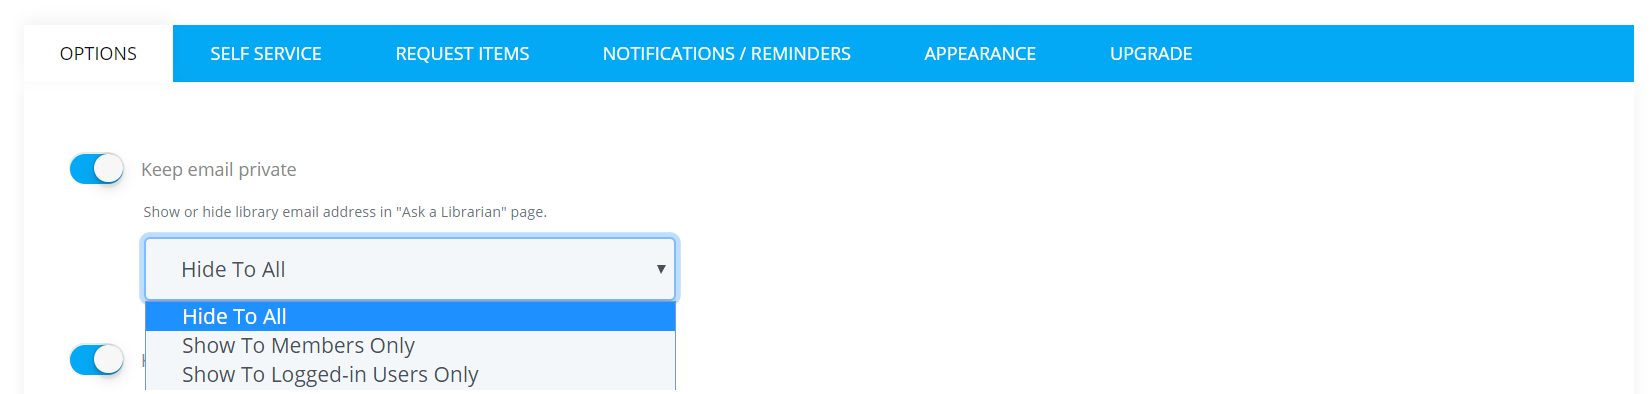 OPTIONS SELF SERVICE REQUEST ITEMS NOTIFICATIONS / REMINDERS APPEARANCE UPGRADE
Keep email private
Show or hide library email address in "Ask a Librarian" page.
Hide To All
Hide To All
Show To Members Only
Show To Logged-in Users Only